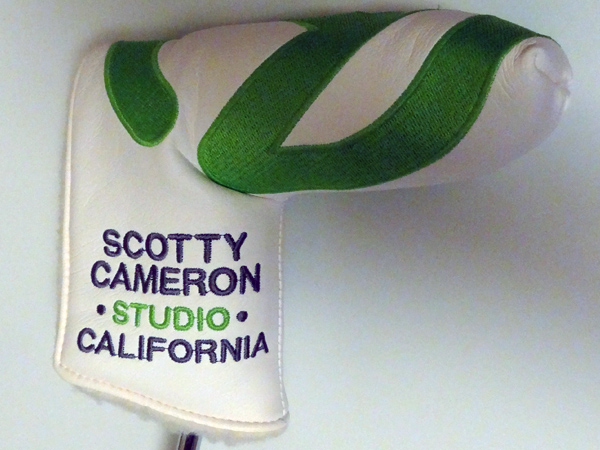 SCOTTY
CAMERON
• STUDIO •
CALIFORNIA